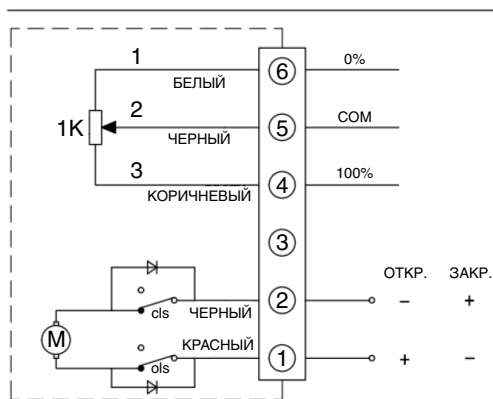 1 6 0%
БЕЛЫЙ
2 5 COM
1K ЧЕРНЫЙ
3 4 100%
КОРИЧНЕВЫЙ
3
ОТКР. ЗАКР.
cls ЧЕРНЫЙ 2 − +
M КРАСНЫЙ
ols 1 + −